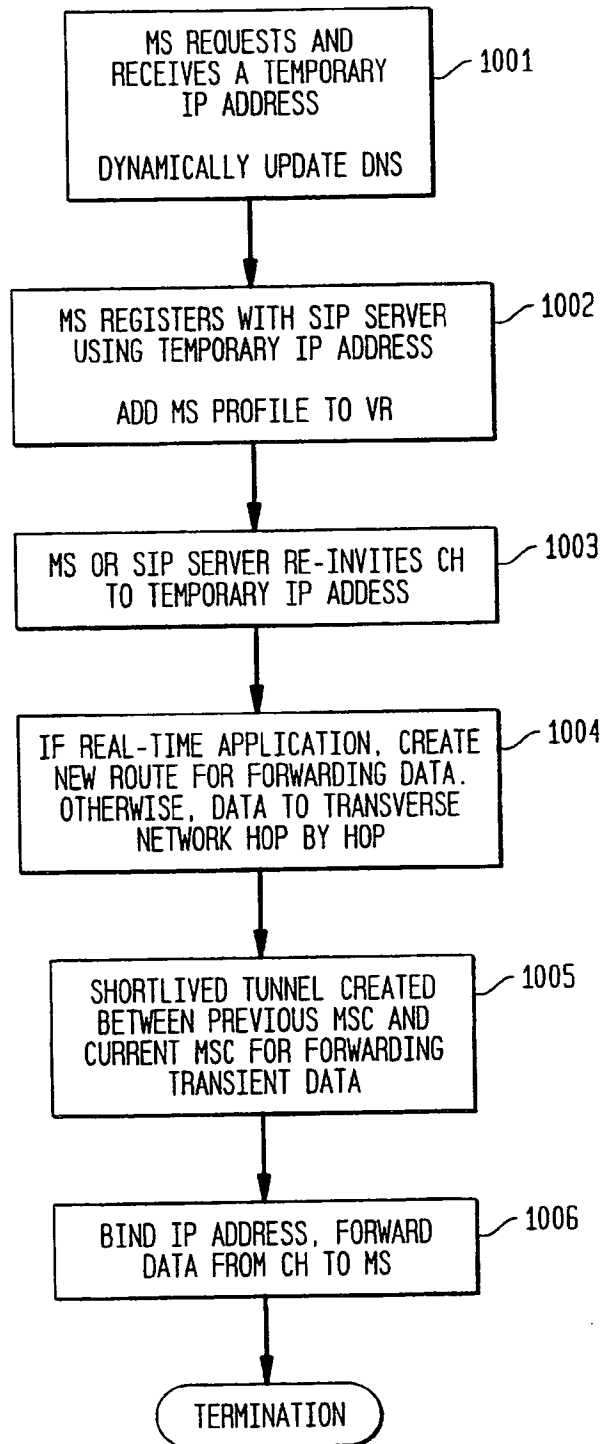 MS REQUESTS AND
RECEIVES A TEMPORARY
IP ADDRESS
DYNAMICALLY UPDATE DNS
1001
MS REGISTERS WITH SIP SERVER
USING TEMPORARY IP ADDRESS
ADD MS PROFILE TO VR
1002
MS OR SIP SERVER RE-INVITES CH
TO TEMPORARY IP ADDESS
1003
IF REAL-TIME APPLICATION, CREATE
NEW ROUTE FOR FORWARDING DATA.
OTHERWISE, DATA TO TRANSVERSE
NETWORK HOP BY HOP
1004
SHORTLIVED TUNNEL CREATED
BETWEEN PREVIOUS MSC AND
CURRENT MSC FOR FORWARDING
TRANSIENT DATA
1005
BIND IP ADDRESS, FORWARD
DATA FROM CH TO MS
1006
TERMINATION